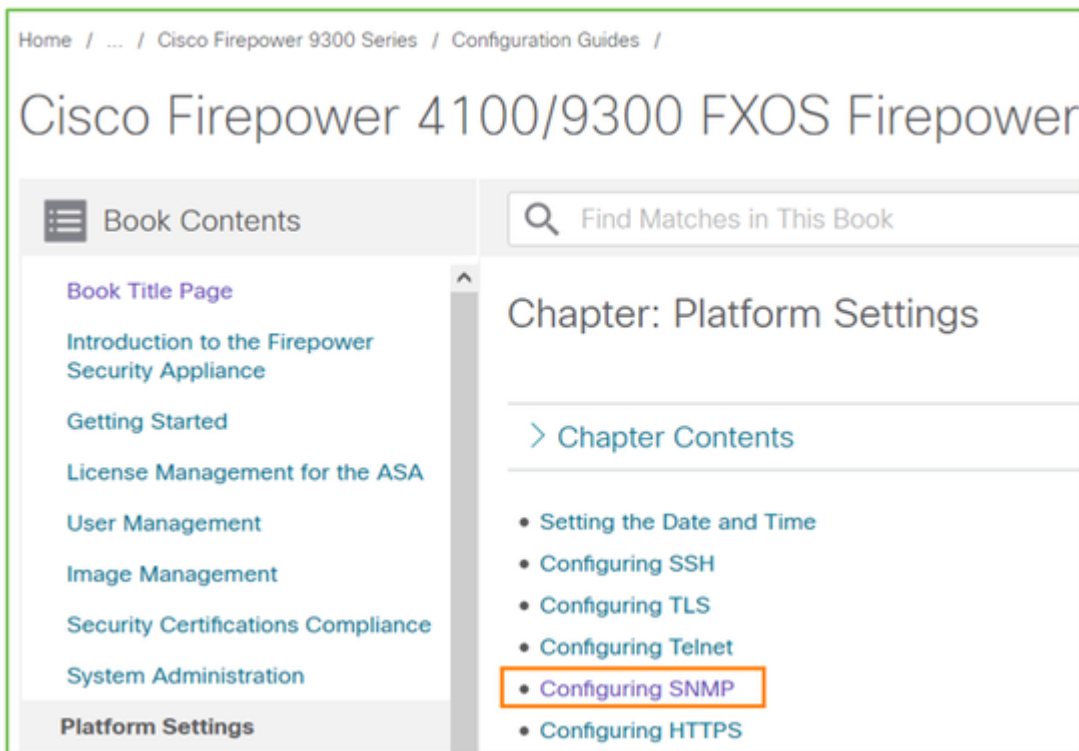 Home / ... / Cisco Firepower 9300 Series / Configuration Guides /
Cisco Firepower 4100/9300 FXOS Firepower
Book Contents
Book Title Page
Introduction to the Firepower
Security Appliance
Getting Started
License Management for the ASA
User Management
Image Management
Security Certifications Compliance
System Administration
Platform Settings
Find Matches in This Book
Chapter: Platform Settings
Chapter Contents
Setting the Date and Time
Configuring SSH
Configuring TLS
Configuring Telnet
Configuring SNMP
Configuring HTTPS